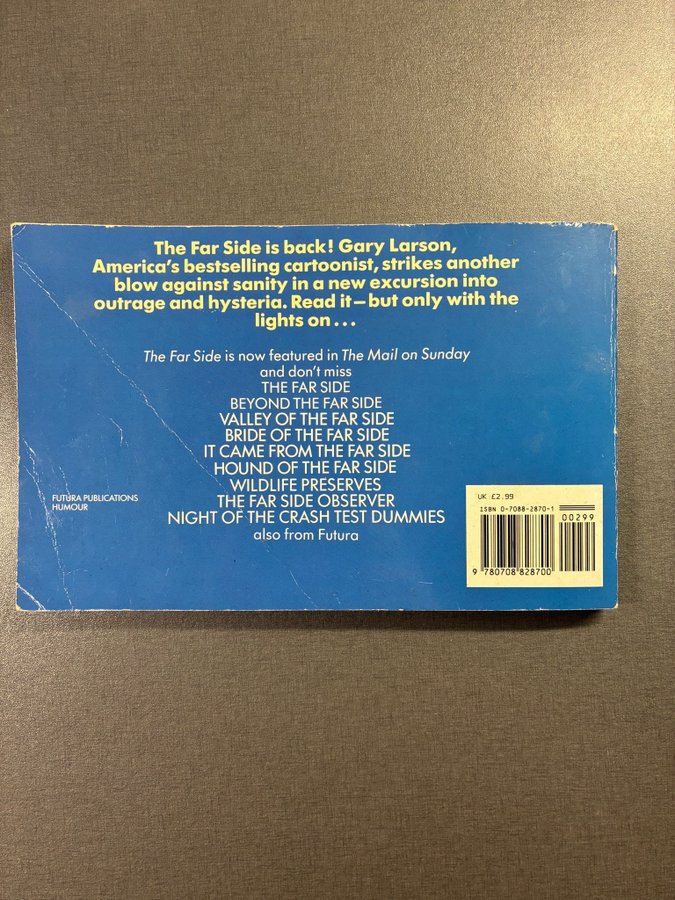 The Far Side is back! Gary Larson,
America's bestselling cartoonist, strikes another
blow against sanity in a new excursion into
outrage and hysteria. Read it—but only with the
lights on...
The Far Side is now featured in The Mail on Sunday
and don't miss
THE FAR SIDE
BEYOND THE FAR SIDE
VALLEY OF THE FAR SIDE
BRIDE OF THE FAR SIDE
IT CAME FROM THE FAR SIDE
HOUND OF THE FAR SIDE
WILDLIFE PRESERVES
THE FAR SIDE OBSERVER
NIGHT OF THE CRASH TEST DUMMIES
also from Futura
FUTURA PUBLICATIONS
HUMOUR
UK £2.99
ISBN 0-7088-2870-1
00299
9 780708 828700